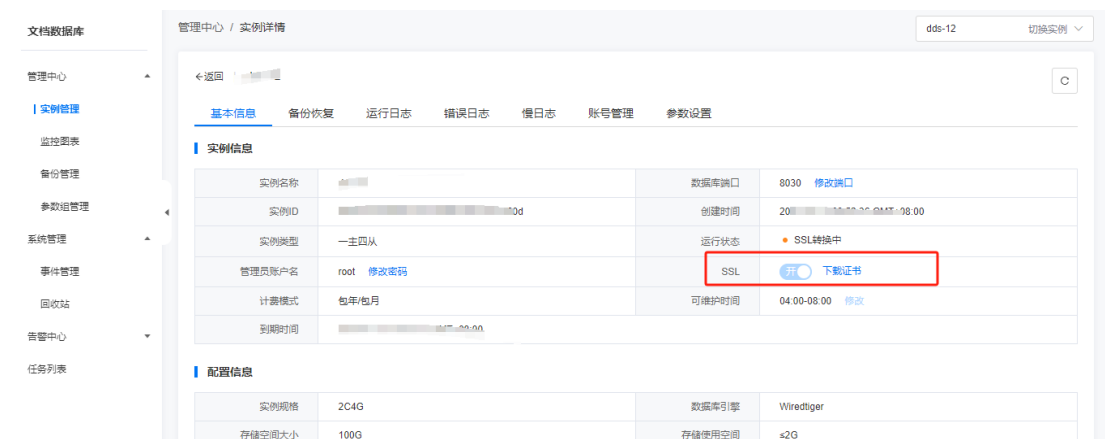 文档数据库
管理中心 / 实例详情
dds-12 切换实例
管理中心
实例管理
监控图表
备份管理
参数组管理
系统管理
事件管理
回收站
告警中心
任务列表
←返回
基本信息 备份恢复 运行日志 错误日志 慢日志 账号管理 参数设置
实例信息
实例名称 数据库端口 8030 修改端口
实例ID 0d 创建时间 20 08:00
实例类型 一主四从 运行状态 SSL转换中
管理员账户名 root 修改密码 SSL 开 下载证书
计费模式 包年/包月 可维护时间 04:00-08:00 修改
到期时间
配置信息
实例规格 2C4G 数据库引擎 Wiredtiger
存储空间大小 100G 存储使用空间 ≤2G